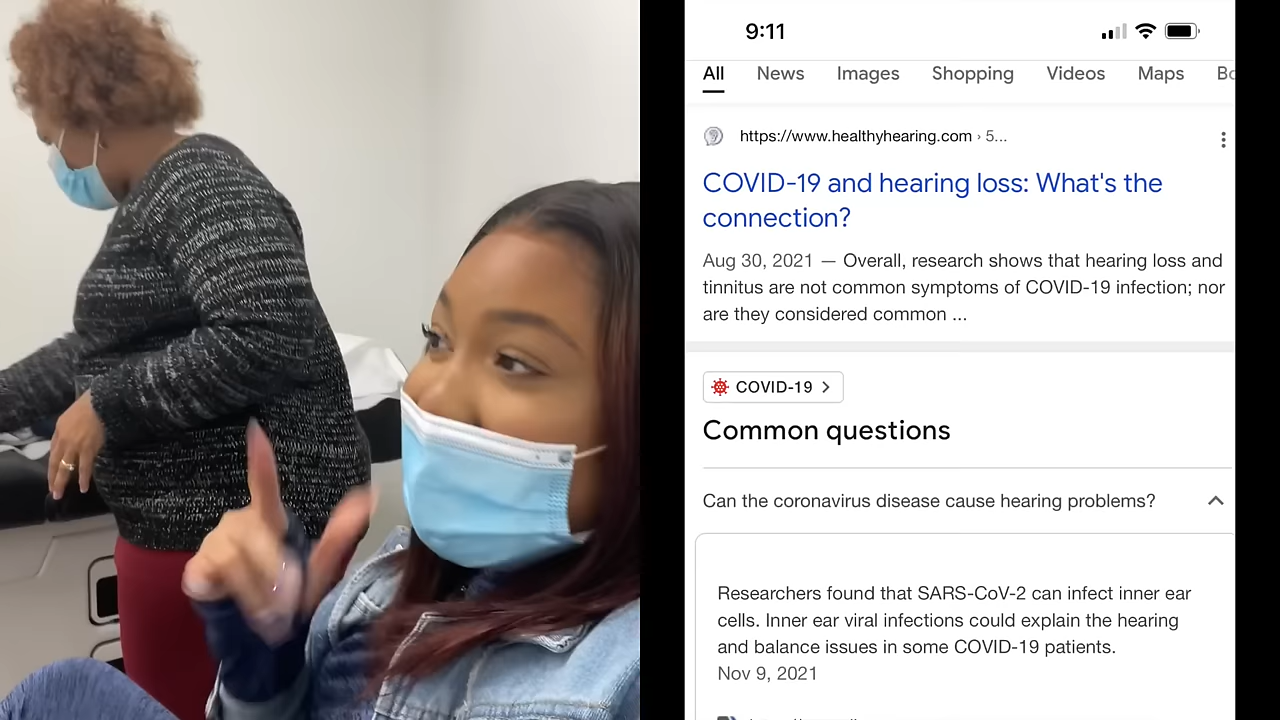 9:11
All News Images Shopping Videos Maps
https://www.healthyhearing.com › 5...
COVID-19 and hearing loss: What's the
connection?
Aug 30, 2021 — Overall, research shows that hearing loss and
tinnitus are not common symptoms of COVID-19 infection; nor
are they considered common ...
COVID-19
Common questions
Can the coronavirus disease cause hearing problems?
Researchers found that SARS-CoV-2 can infect inner ear
cells. Inner ear viral infections could explain the hearing
and balance issues in some COVID-19 patients.
Nov 9, 2021